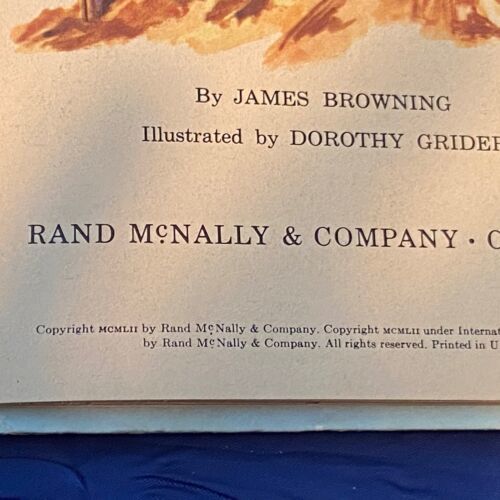 By JAMES BROWNING
Illustrated by DOROTHY GRIDER
RAND McNALLY & COMPANY • C
Copyright MCMLII by Rand McNally & Company. Copyright MCMLII under Internat
by Rand McNally & Company. All rights reserved. Printed in U